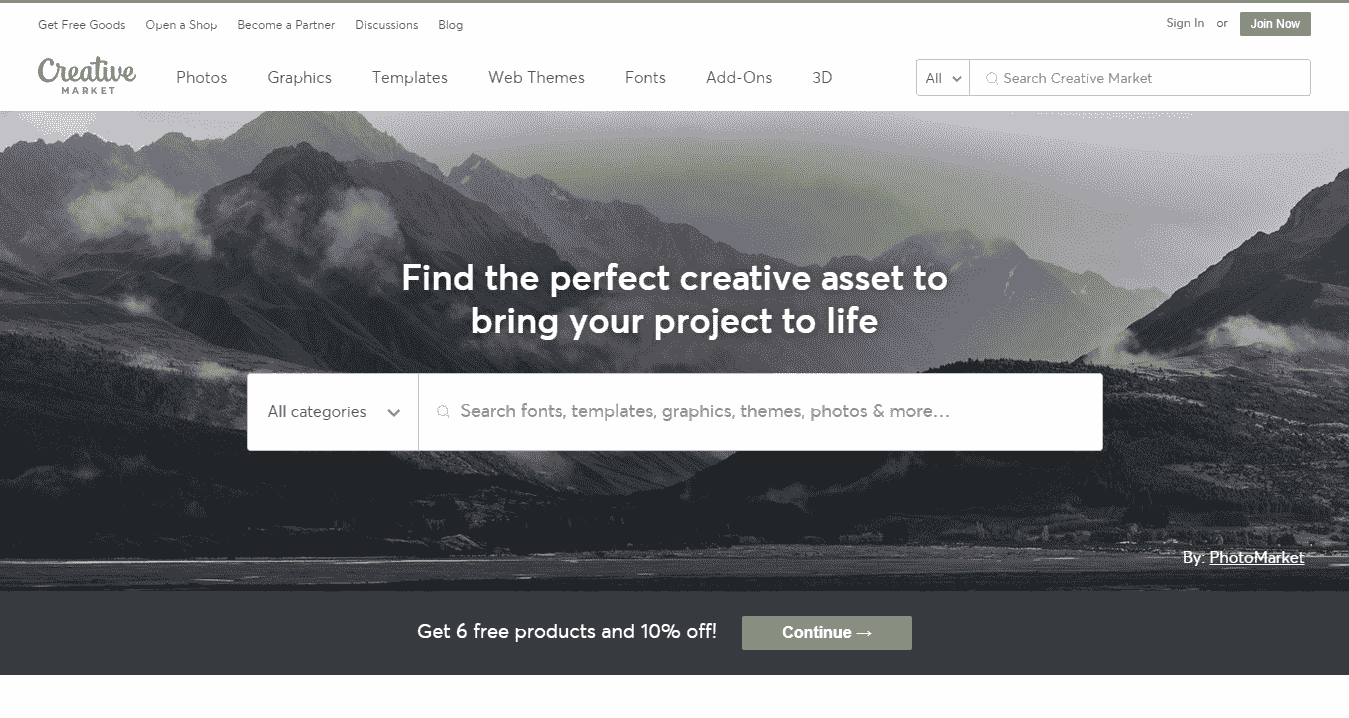 Get Free Goods Open a Shop Become a Partner Discussions Blog Sign In or Join Now
Creative
MARKET
Photos Graphics Templates Web Themes Fonts Add-Ons 3D All Search Creative Market
Find the perfect creative asset to
bring your project to life
All categories Search fonts, templates, graphics, themes, photos & more...
By: PhotoMarket
Get 6 free products and 10% off! Continue →